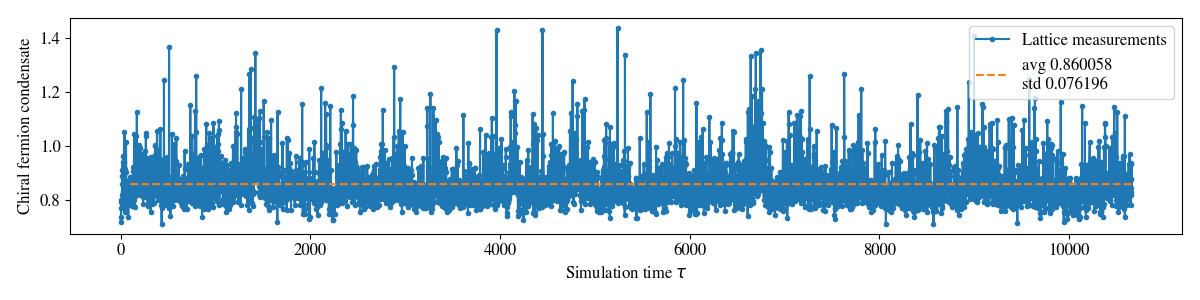 Chiral fermion condensate
1.4
1.2
1.0
0.8
Lattice measurements
avg 0.860058
std 0.076196
0
2000
4000
6000
8000
10000
Simulation time τ